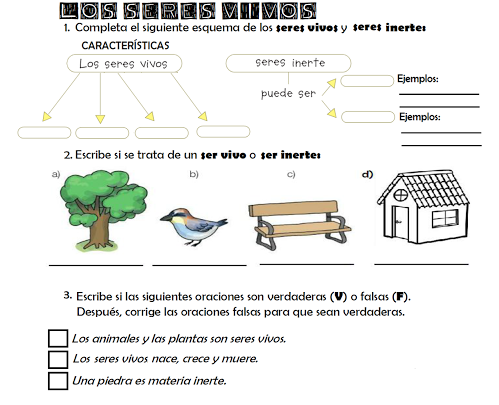 LOS SERES VIVOS
1. Completa el siguiente esquema de los seres vivos y seres inertes
CARACTERÍSTICAS
Los seres vivos
seres inerte
puede ser
Ejemplos:
Ejemplos:
2. Escribe si se trata de un ser vivo o ser inertes
a)
b)
c)
d)
3. Escribe si las siguientes oraciones son verdaderas (V) o falsas (F).
Después, corrige las oraciones falsas para que sean verdaderas.
Los animales y las plantas son seres vivos.
Los seres vivos nace, crece y muere.
Una piedra es materia inerte.